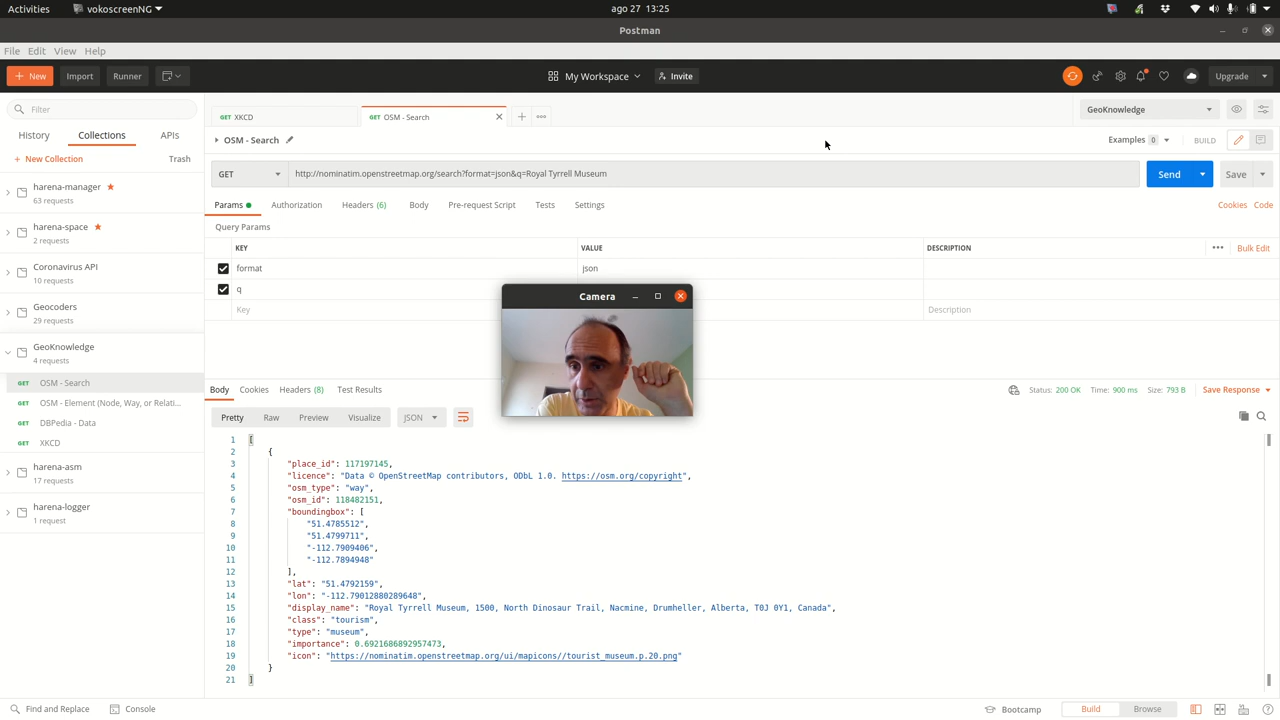 Activities vokoscreenNG ago 27 13:25
Postman
File Edit View Help
New Import Runner My Workspace Invite Upgrade
Filter
History Collections APIs
New Collection Trash
harena-manager
63 requests
harena-space
2 requests
Coronavirus API
10 requests
Geocoders
29 requests
GeoKnowledge
4 requests
GET OSM - Search
GET OSM - Element (Node, Way, or Relati...
GET DBPedia - Data
GET XKCD
harena-asm
17 requests
harena-logger
1 request
GET XKCD GET OSM - Search GeoKnowledge
OSM - Search Examples 0 BUILD
GET http://nominatim.openstreetmap.org/search?format=json&q=Royal Tyrrell Museum Send Save
Params Authorization Headers (6) Body Pre-request Script Tests Settings Cookies Code
Query Params
KEY VALUE DESCRIPTION Bulk Edit
format json
q
Key Description
Camera
Body Cookies Headers (8) Test Results Status: 200 OK Time: 900 ms Size: 793 B Save Response
Pretty Raw Preview Visualize JSON
1 [
2 {
3 "place_id": 117197145,
4 "licence": "Data © OpenStreetMap contributors, ODbL 1.0. https://osm.org/copyright",
5 "osm_type": "way",
6 "osm_id": 118482151,
7 "boundingbox": [
8 "51.4785512",
9 "51.4799711",
10 "-112.7909406",
11 "-112.7894948"
12 ],
13 "lat": "51.4792159",
14 "lon": "-112.79012880289648",
15 "display_name": "Royal Tyrrell Museum, 1500, North Dinosaur Trail, Nacmine, Drumheller, Alberta, T0J 0Y1, Canada",
16 "class": "tourism",
17 "type": "museum",
18 "importance": 0.6921686892957473,
19 "icon": "https://nominatim.openstreetmap.org/ui/mapicons//tourist_museum.p.20.png"
20 }
21 ]
Find and Replace Console Bootcamp Build Browse